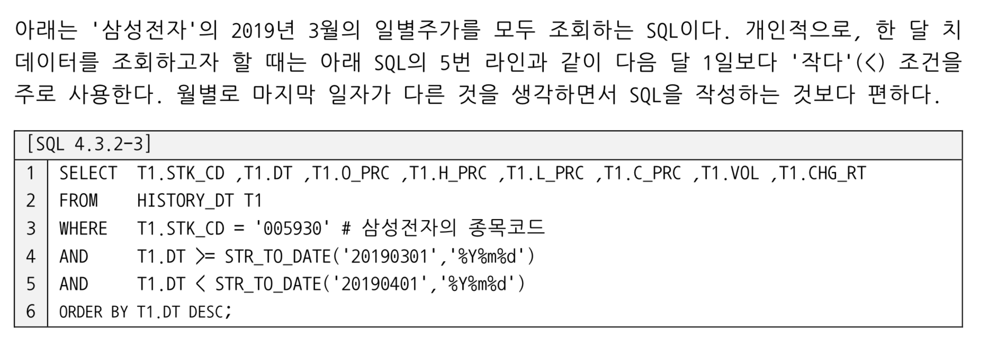 아래는 '삼성전자'의 2019년 3월의 일별주가를 모두 조회하는 SQL이다. 개인적으로, 한 달 치
데이터를 조회하고자 할 때는 아래 SQL의 5번 라인과 같이 다음 달 1일보다 '작다'(<) 조건을
주로 사용한다. 월별로 마지막 일자가 다른 것을 생각하면서 SQL을 작성하는 것보다 편하다.
[SQL 4.3.2-3]
1 SELECT  T1.STK_CD ,T1.DT ,T1.O_PRC ,T1.H_PRC ,T1.L_PRC ,T1.C_PRC ,T1.VOL ,T1.CHG_RT
2 FROM    HISTORY_DT T1
3 WHERE   T1.STK_CD = '005930' # 삼성전자의 종목코드
4 AND     T1.DT >= STR_TO_DATE('20190301','%Y%m%d')
5 AND     T1.DT < STR_TO_DATE('20190401','%Y%m%d')
6 ORDER BY T1.DT DESC;